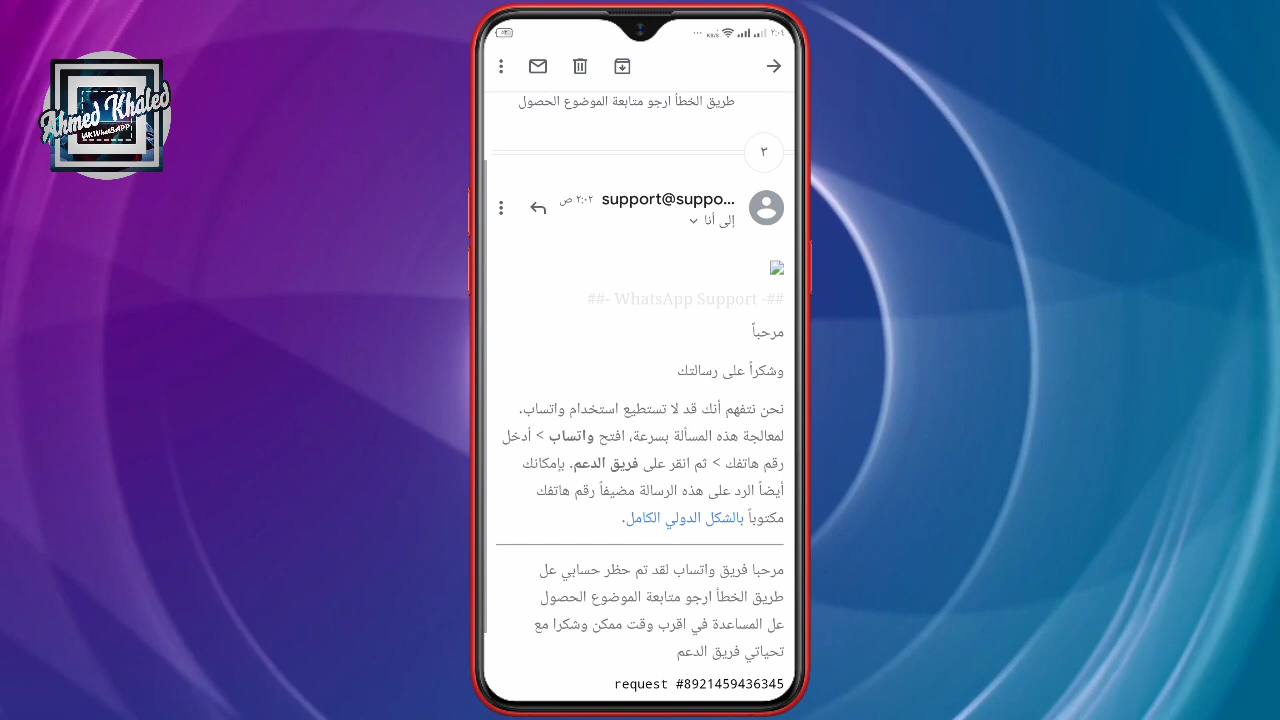 Ahmed Khaled
\AKWhatSAPP\
٢:٠٤
طريق الخطأ ارجو متابعة الموضوع الحصول
٣
support@suppo...
٢:٠٢ ص
إلى أنا
##- WhatsApp Support -##
مرحباً
وشكراً على رسالتك
نحن نتفهم أنك قد لا تستطيع استخدام واتساب.
لمعالجة هذه المسألة بسرعة، افتح واتساب > أدخل
رقم هاتفك > ثم انقر على فريق الدعم. بإمكانك
أيضاً الرد على هذه الرسالة مضيفاً رقم هاتفك
مكتوباً بالشكل الدولي الكامل.
مرحبا فريق واتساب لقد تم حظر حسابي عل
طريق الخطأ ارجو متابعة الموضوع الحصول
عل المساعدة في اقرب وقت ممكن وشكرا مع
تحياتي فريق الدعم
request #8921459436345